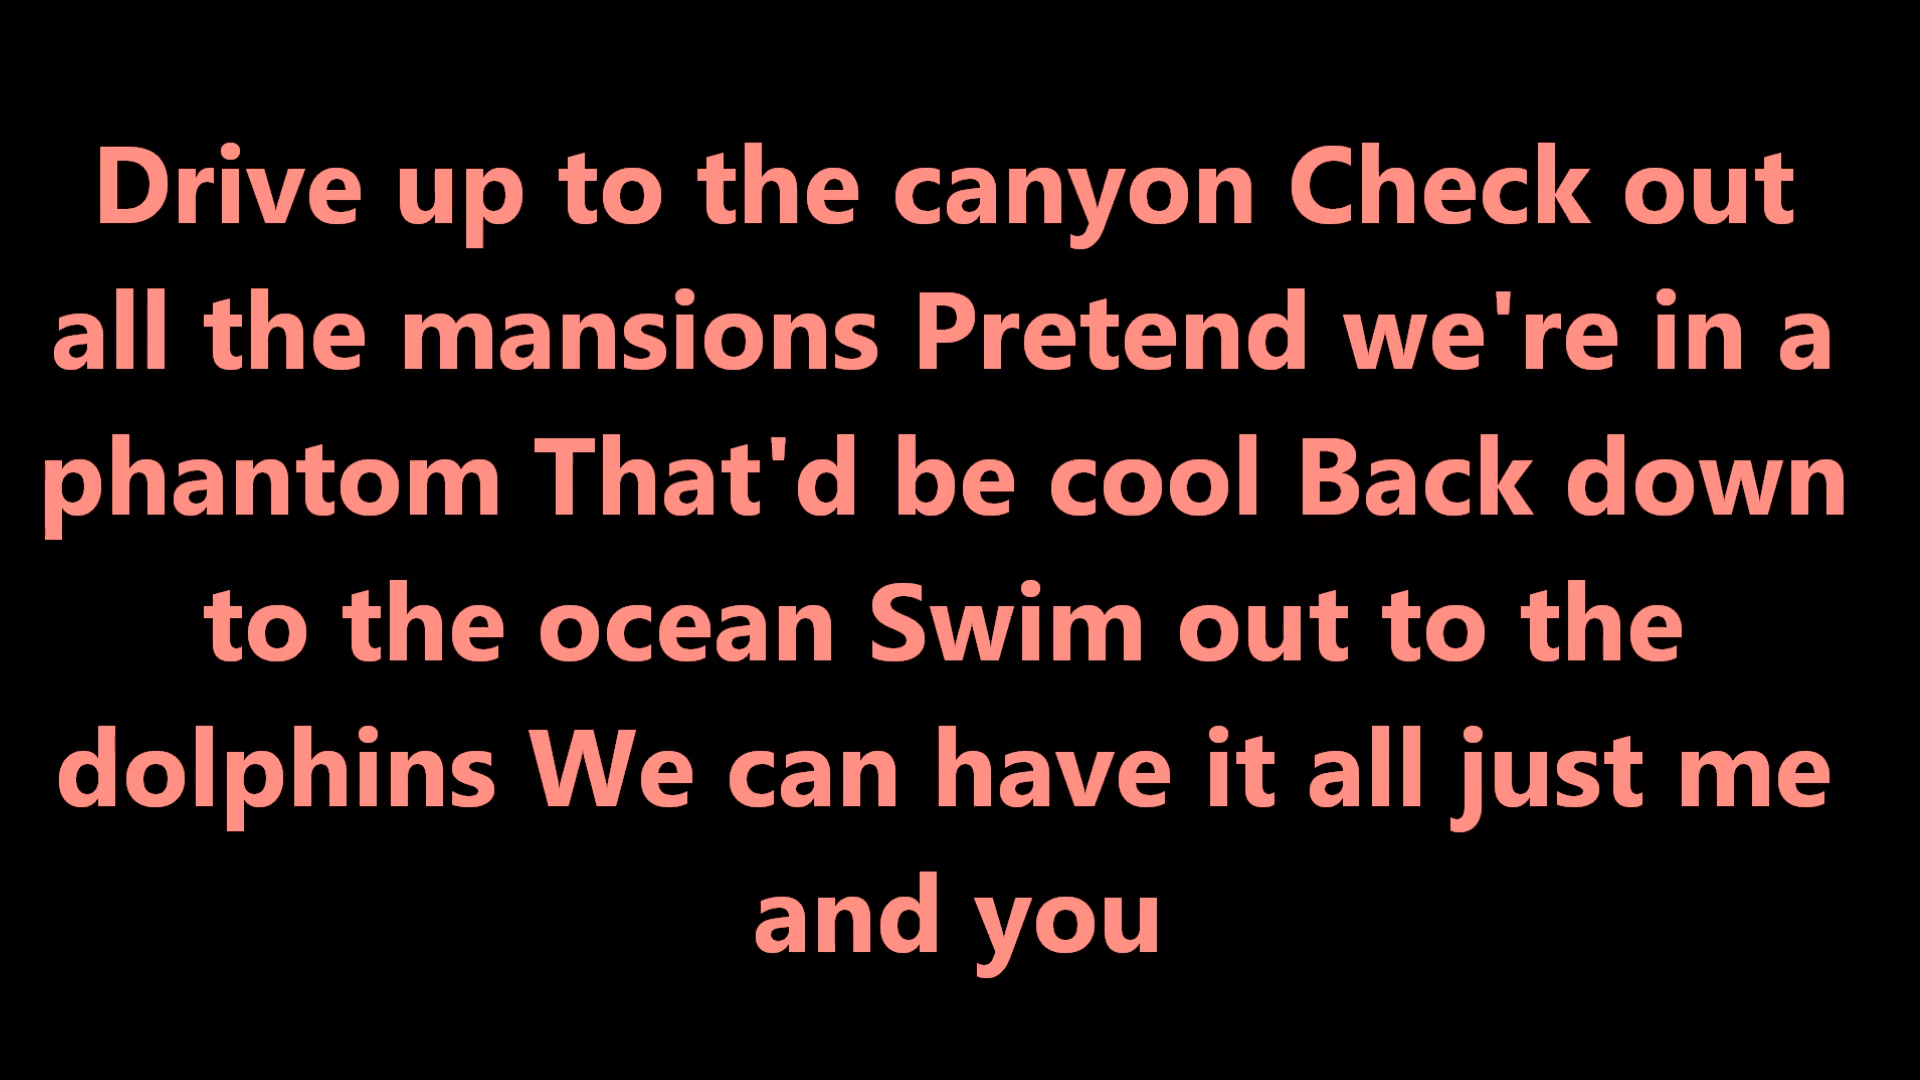 Drive up to the canyon Check out
all the mansions Pretend we're in a
phantom That'd be cool Back down
to the ocean Swim out to the
dolphins We can have it all just me
and you